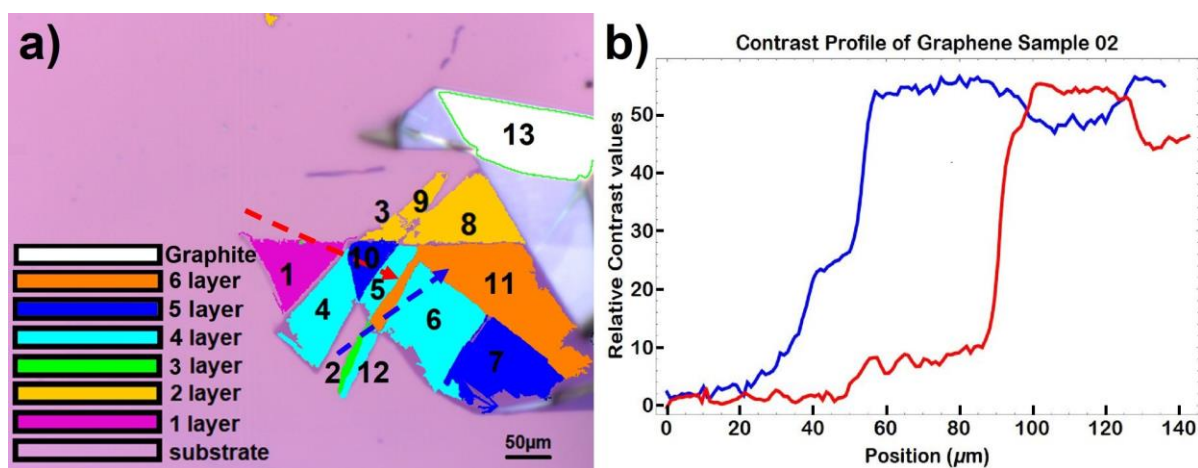 a)
13
9
3
8
10
1
5
11
4
6
7
2
12
Graphite
6 layer
5 layer
4 layer
3 layer
2 layer
1 layer
substrate
50µm
b)
Contrast Profile of Graphene Sample 02
Relative Contrast values
50
40
30
20
10
0
0 20 40 60 80 100 120 140
Position (µm)